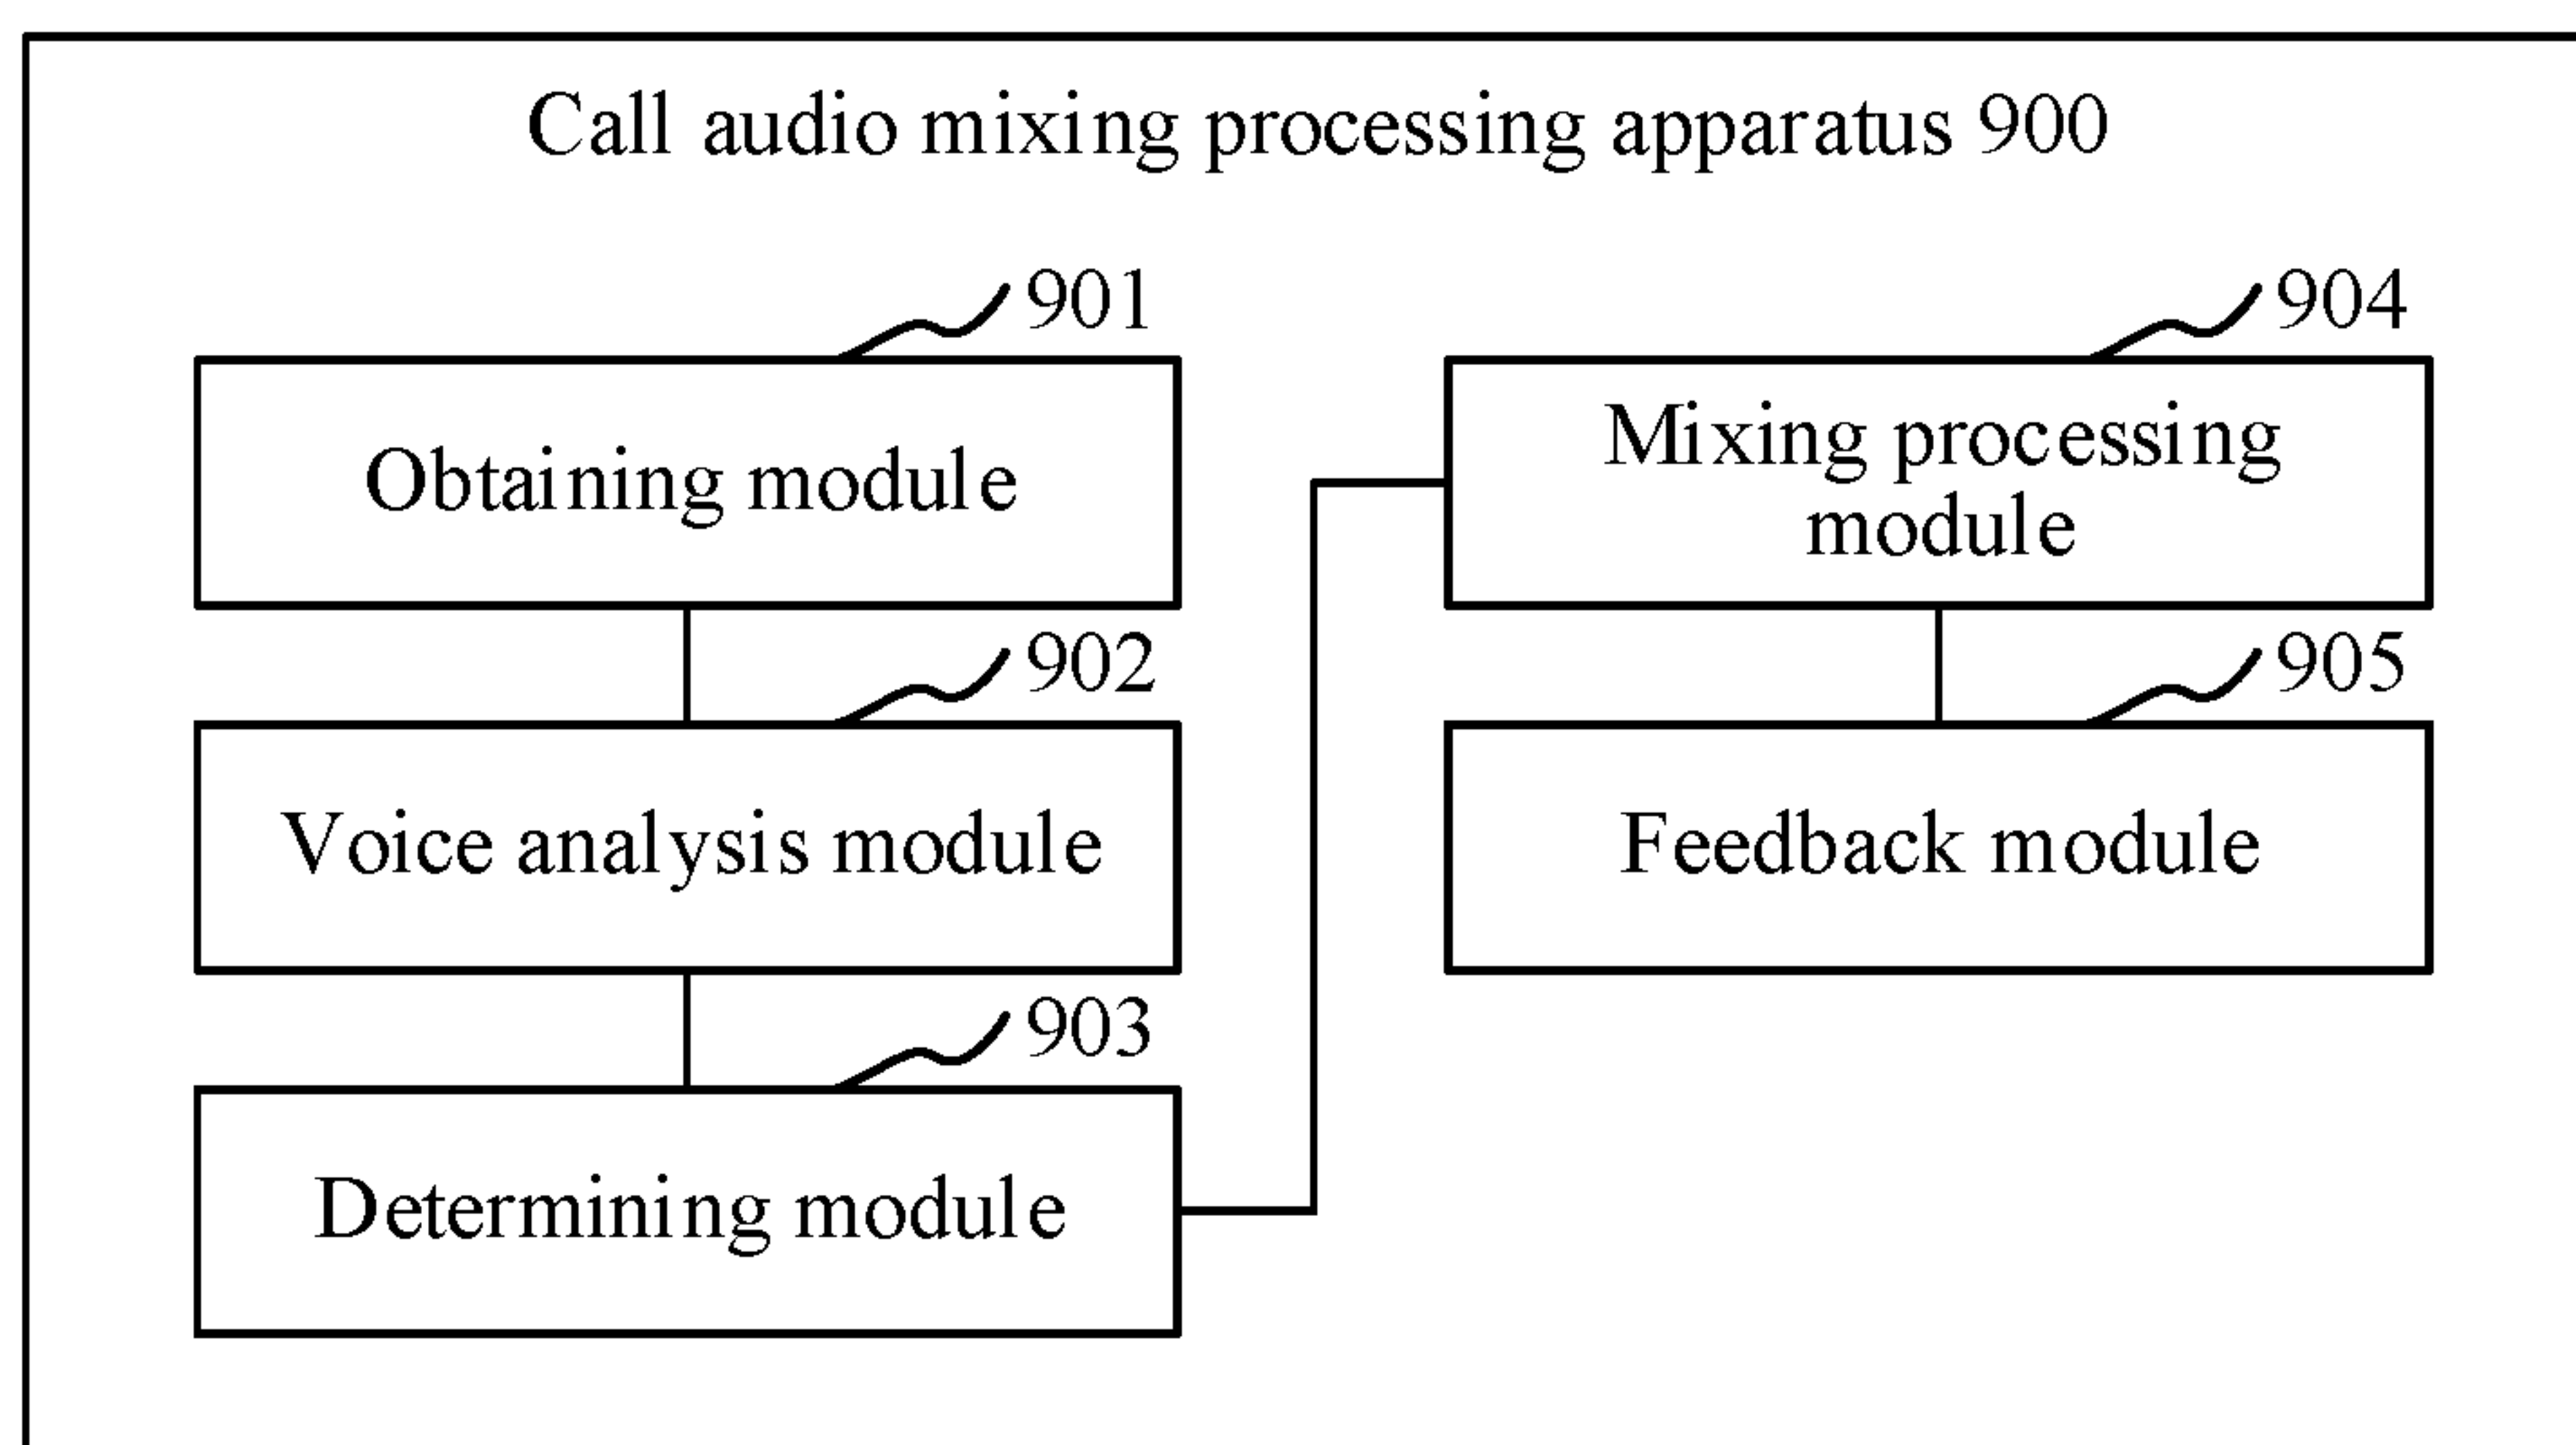 Call audio mixing processing apparatus 900
901
Obtaining module
902
Voice analysis module
903
Determining module
904
Mixing processing
module
905
Feedback module